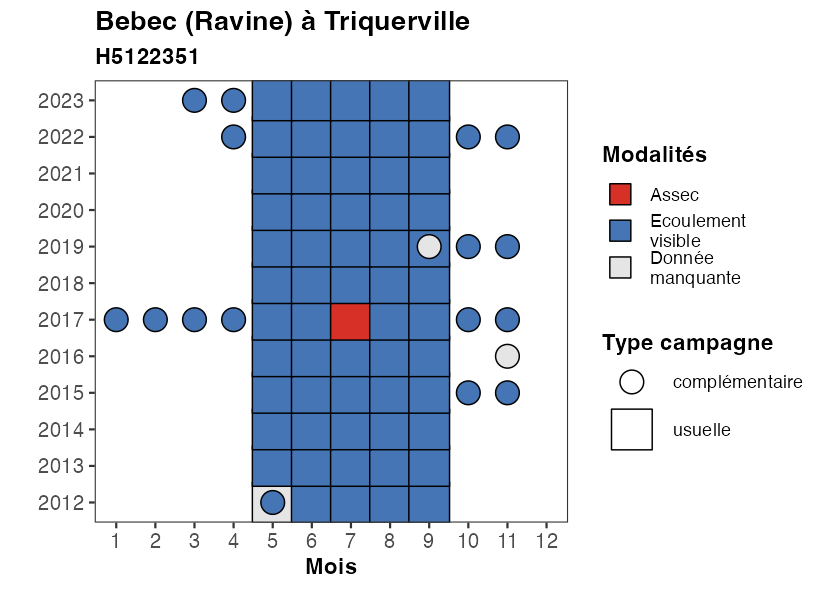 Bebec (Ravine) à Triquerville
H5122351
2023
2022
2021
2020
2019
2018
2017
2016
2015
2014
2013
2012
1 2 3 4 5 6 7 8 9 10 11 12
Mois
Modalités
Assec
Ecoulement
visible
Donnée
manquante
Type campagne
complémentaire
usuelle